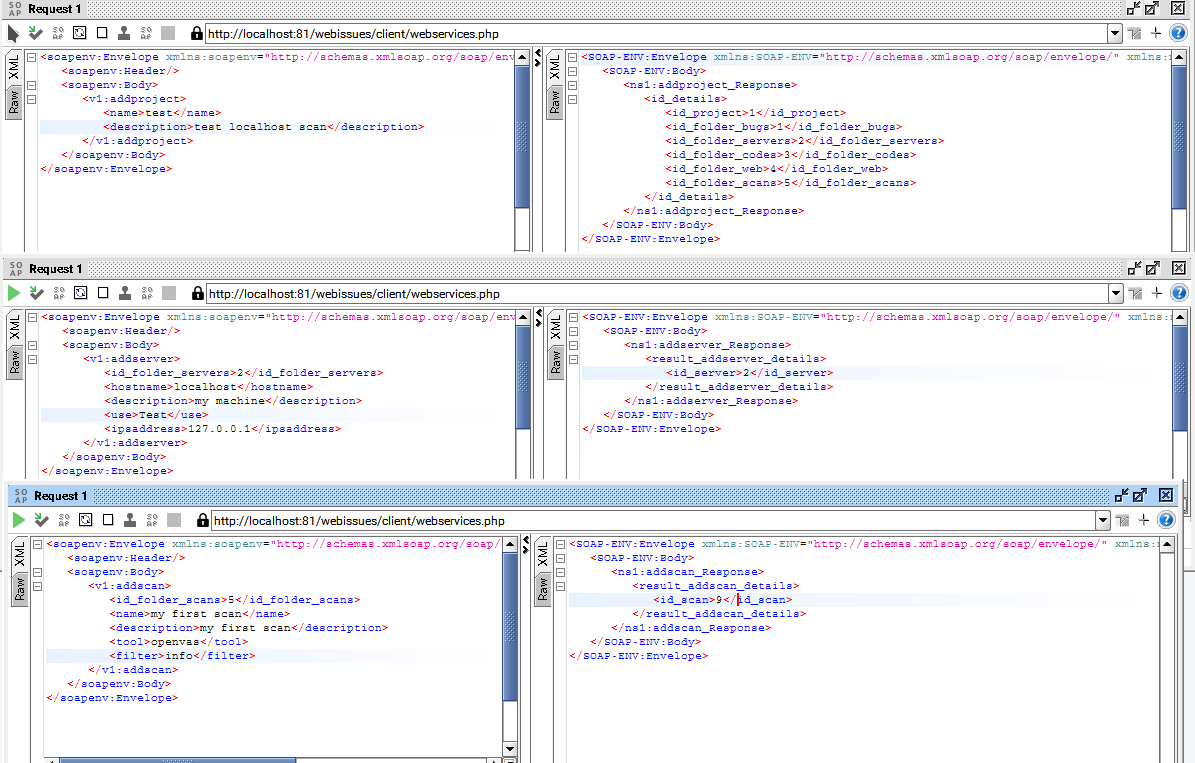 SO AP Request 1
http://localhost:81/webissues/client/webservices.php
XML
Raw
<soapenv:Envelope xmlns:soapenv="http://schemas.xmlsoap.org/soap/env
<soapenv:Header/>
<soapenv:Body>
<v1:addproject>
<name>test</name>
<description>test localhost scan</description>
</v1:addproject>
</soapenv:Body>
</soapenv:Envelope>
XML
Raw
<SOAP-ENV:Envelope xmlns:SOAP-ENV="http://schemas.xmlsoap.org/soap/envelope/" xmlns:
<SOAP-ENV:Body>
<ns1:addproject_Response>
<id_details>
<id_project>1</id_project>
<id_folder_bugs>1</id_folder_bugs>
<id_folder_servers>2</id_folder_servers>
<id_folder_codes>3</id_folder_codes>
<id_folder_web>4</id_folder_web>
<id_folder_scans>5</id_folder_scans>
</id_details>
</ns1:addproject_Response>
</SOAP-ENV:Body>
</SOAP-ENV:Envelope>
SO AP Request 1
http://localhost:81/webissues/client/webservices.php
XML
Raw
<soapenv:Envelope xmlns:soapenv="http://schemas.xmlsoap.org/soap/env
<soapenv:Header/>
<soapenv:Body>
<v1:addserver>
<id_folder_servers>2</id_folder_servers>
<hostname>localhost</hostname>
<description>my machine</description>
<use>Test</use>
<ipsaddress>127.0.0.1</ipsaddress>
</v1:addserver>
</soapenv:Body>
</soapenv:Envelope>
XML
Raw
<SOAP-ENV:Envelope xmlns:SOAP-ENV="http://schemas.xmlsoap.org/soap/envelope/" xmlns:
<SOAP-ENV:Body>
<ns1:addserver_Response>
<result_addserver_details>
<id_server>2</id_server>
</result_addserver_details>
</ns1:addserver_Response>
</SOAP-ENV:Body>
</SOAP-ENV:Envelope>
SO AP Request 1
http://localhost:81/webissues/client/webservices.php
XML
Raw
<soapenv:Envelope xmlns:soapenv="http://schemas.xmlsoap.org/soap/
<soapenv:Header/>
<soapenv:Body>
<v1:addscan>
<id_folder_scans>5</id_folder_scans>
<name>my first scan</name>
<description>my first scan</description>
<tool>openvas</tool>
<filter>info</filter>
</v1:addscan>
</soapenv:Body>
</soapenv:Envelope>
XML
Raw
<SOAP-ENV:Envelope xmlns:SOAP-ENV="http://schemas.xmlsoap.org/soap/envelope/" xmlns:
<SOAP-ENV:Body>
<ns1:addscan_Response>
<result_addscan_details>
<id_scan>9</id_scan>
</result_addscan_details>
</ns1:addscan_Response>
</SOAP-ENV:Body>
</SOAP-ENV:Envelope>